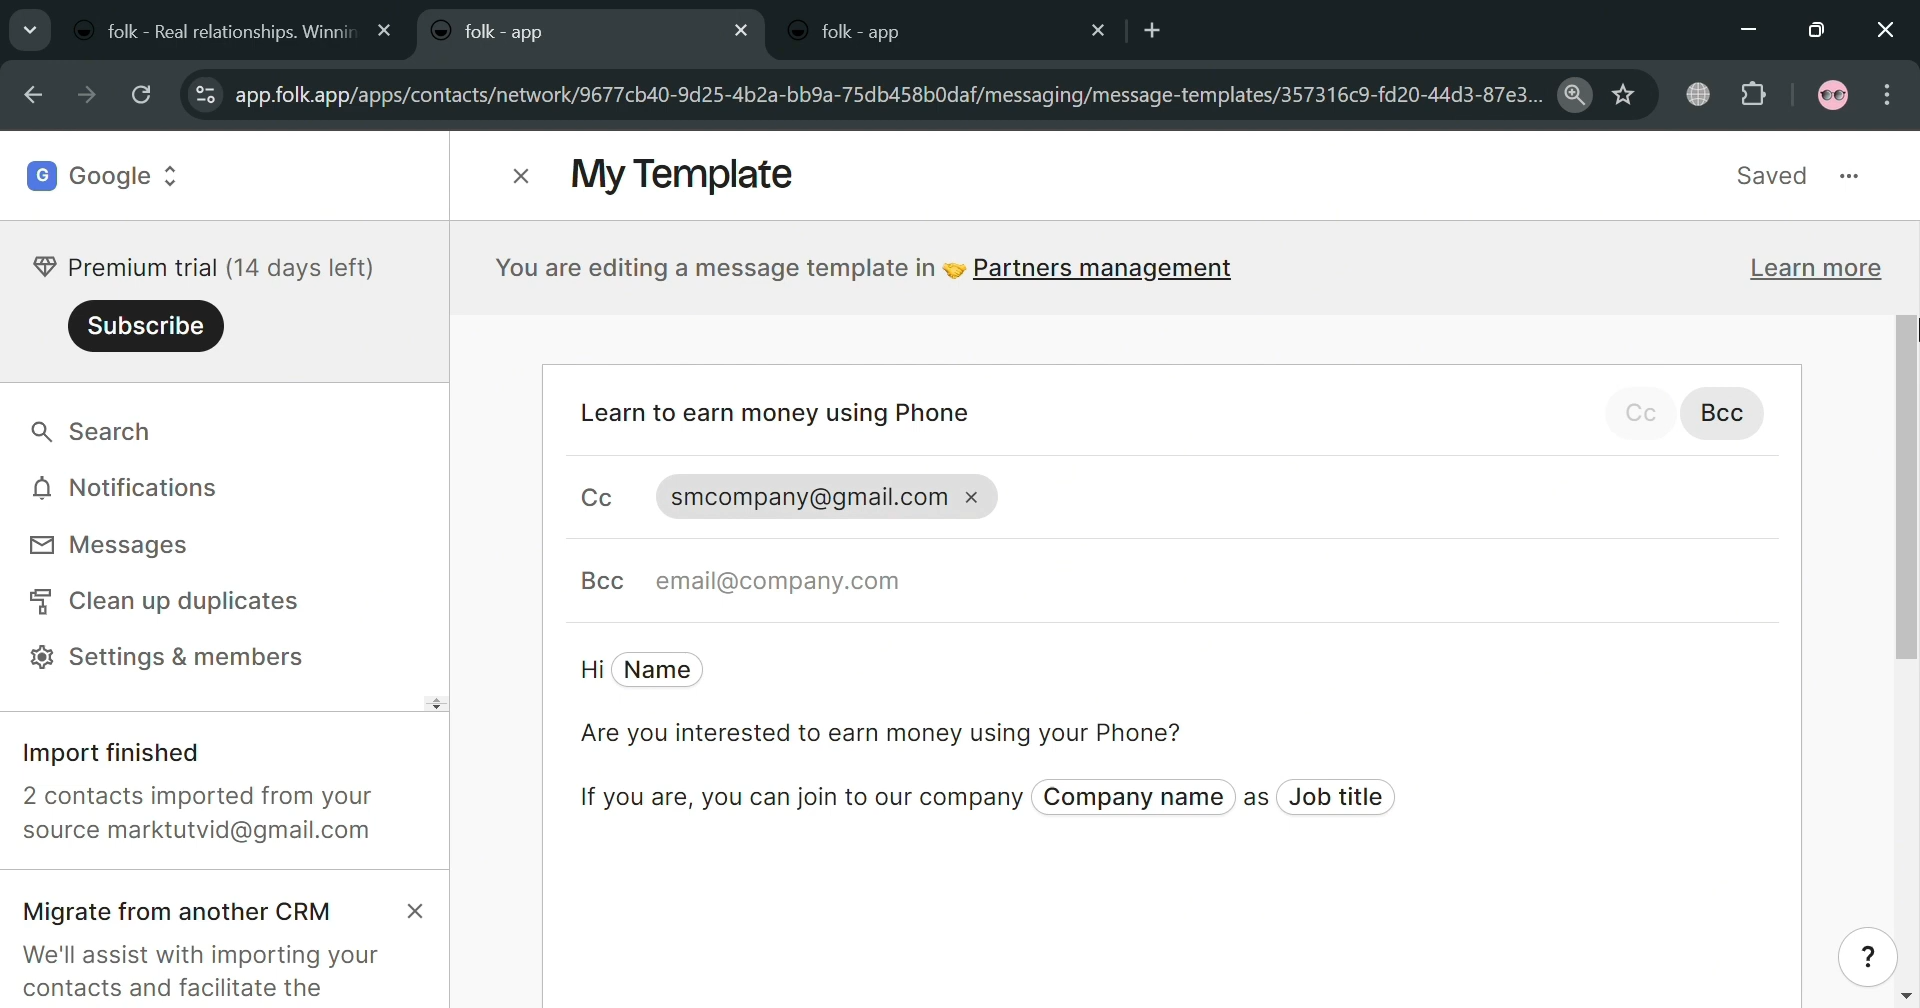 folk - Real relationships. Winnin
folk - app
folk - app
app.folk.app/apps/contacts/network/9677cb40-9d25-4b2a-bb9a-75db458b0daf/messaging/message-templates/357316c9-fd20-44d3-87e3...
G Google
My Template
Saved
Premium trial (14 days left)
Subscribe
You are editing a message template in 🤝 Partners management
Learn more
Search
Notifications
Messages
Clean up duplicates
Settings & members
Import finished
2 contacts imported from your
source marktutvid@gmail.com
Migrate from another CRM
We'll assist with importing your
contacts and facilitate the
Learn to earn money using Phone
Cc Bcc
Cc smcompany@gmail.com
Bcc email@company.com
Hi Name
Are you interested to earn money using your Phone?
If you are, you can join to our company Company name as Job title
?